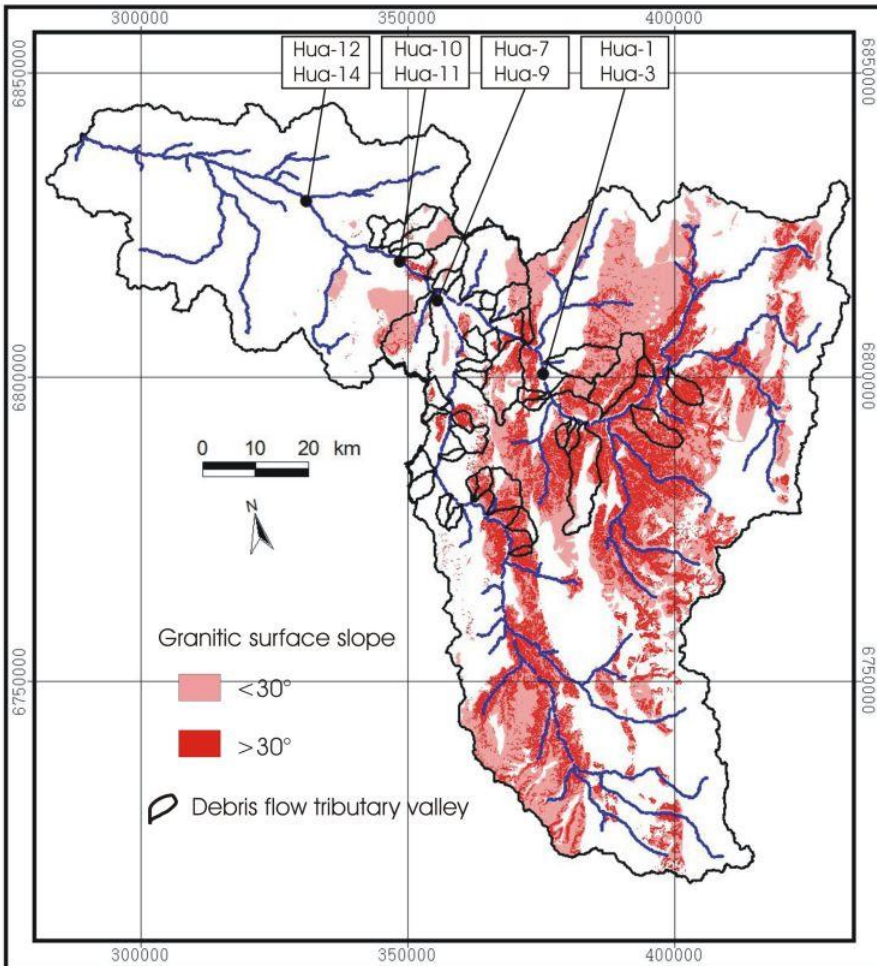 300000 350000 400000
Hua-12 Hua-10 Hua-7 Hua-1
Hua-14 Hua-11 Hua-9 Hua-3
6850000 6850000
6800000 6800000
0 10 20 km
N
Granitic surface slope
<30°
6750000 6750000
>30°
Debris flow tributary valley
300000 350000 400000